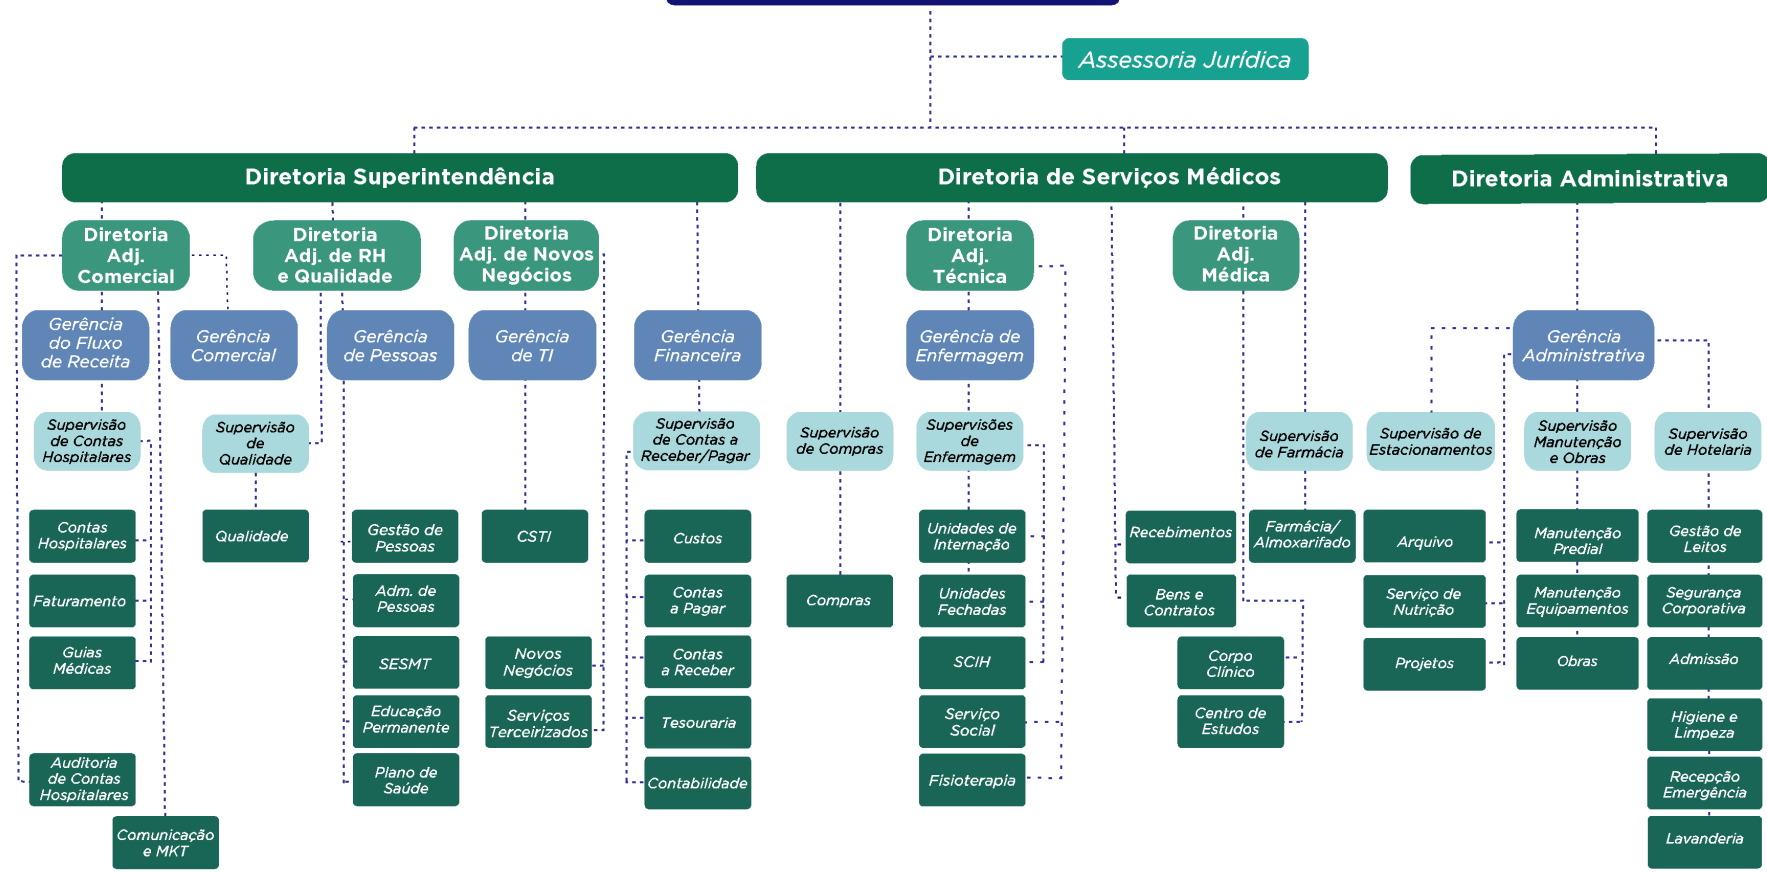 Assessoria Jurídica
Diretoria Superintendência
Diretoria de Serviços Médicos
Diretoria Administrativa
Diretoria
Adj.
Comercial
Diretoria
Adj. de RH
e Qualidade
Diretoria
Adj. de Novos
Negócios
Diretoria
Adj.
Técnica
Diretoria
Adj.
Médica
Gerência
do Fluxo
de Receita
Gerência
Comercial
Gerência
de Pessoas
Gerência
de TI
Gerência
Financeira
Gerência de
Enfermagem
Gerência
Administrativa
Supervisão
de Contas
Hospitalares
Supervisão
de
Qualidade
Supervisão
de Contas a
Receber/Pagar
Supervisão
de Compras
Supervisões
de
Enfermagem
Supervisão
de Farmácia
Supervisão de
Estacionamentos
Supervisão
Manutenção
e Obras
Supervisão
de Hotelaria
Contas
Hospitalares
Qualidade
Gestão de
Pessoas
CSTI
Custos
Unidades de
Internação
Recebimentos
Farmácia/
Almoxarifado
Arquivo
Manutenção
Predial
Gestão de
Leitos
Faturamento
Adm. de
Pessoas
Contas
a Pagar
Compras
Unidades
Fechadas
Bens e
Contratos
Serviço de
Nutrição
Manutenção
Equipamentos
Segurança
Corporativa
Guias
Médicas
SESMT
Novos
Negócios
Contas
a Receber
SCIH
Corpo
Clínico
Projetos
Obras
Admissão
Educação
Permanente
Serviços
Terceirizados
Tesouraria
Serviço
Social
Centro de
Estudos
Higiene e
Limpeza
Auditoria
de Contas
Hospitalares
Plano de
Saúde
Contabilidade
Fisioterapia
Recepção
Emergência
Comunicação
e MKT
Lavanderia